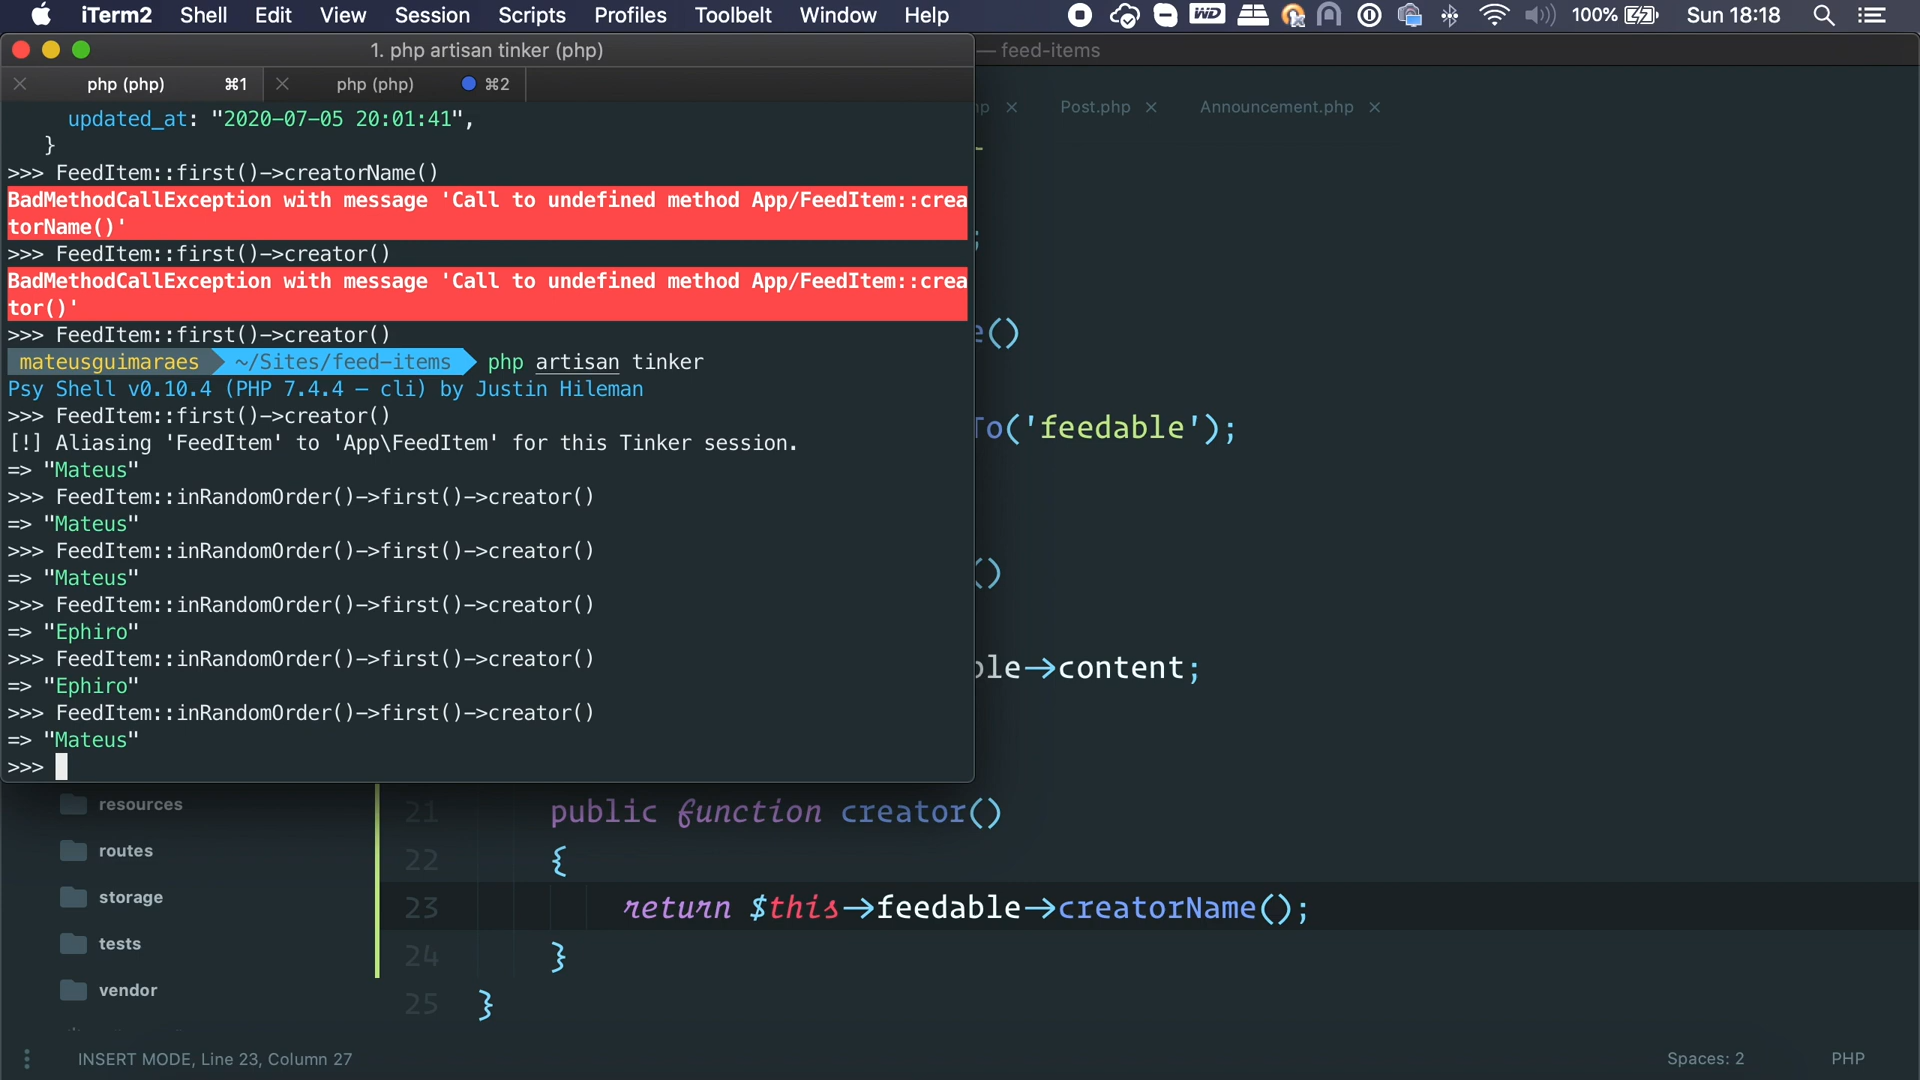 iTerm2 Shell Edit View Session Scripts Profiles Toolbelt Window Help WD 100% Sun 18:18
1. php artisan tinker (php)
— feed-items
php (php) ⌘1 php (php) ⌘2
Post.php Announcement.php
updated_at: "2020-07-05 20:01:41",
}
>>> FeedItem::first()->creatorName()
BadMethodCallException with message 'Call to undefined method App/FeedItem::crea
torName()'
>>> FeedItem::first()->creator()
BadMethodCallException with message 'Call to undefined method App/FeedItem::crea
tor()'
>>> FeedItem::first()->creator()
mateusguimaraes ~/Sites/feed-items php artisan tinker
Psy Shell v0.10.4 (PHP 7.4.4 — cli) by Justin Hileman
>>> FeedItem::first()->creator()
[!] Aliasing 'FeedItem' to 'App\FeedItem' for this Tinker session.
=> "Mateus"
>>> FeedItem::inRandomOrder()->first()->creator()
=> "Mateus"
>>> FeedItem::inRandomOrder()->first()->creator()
=> "Mateus"
>>> FeedItem::inRandomOrder()->first()->creator()
=> "Ephiro"
>>> FeedItem::inRandomOrder()->first()->creator()
=> "Ephiro"
>>> FeedItem::inRandomOrder()->first()->creator()
=> "Mateus"
>>>
()
('feedable');
()
→content;
resources
routes
storage
tests
vendor
21 public function creator()
22 {
23 return $this→feedable→creatorName();
24 }
25 }
INSERT MODE, Line 23, Column 27
Spaces: 2
PHP